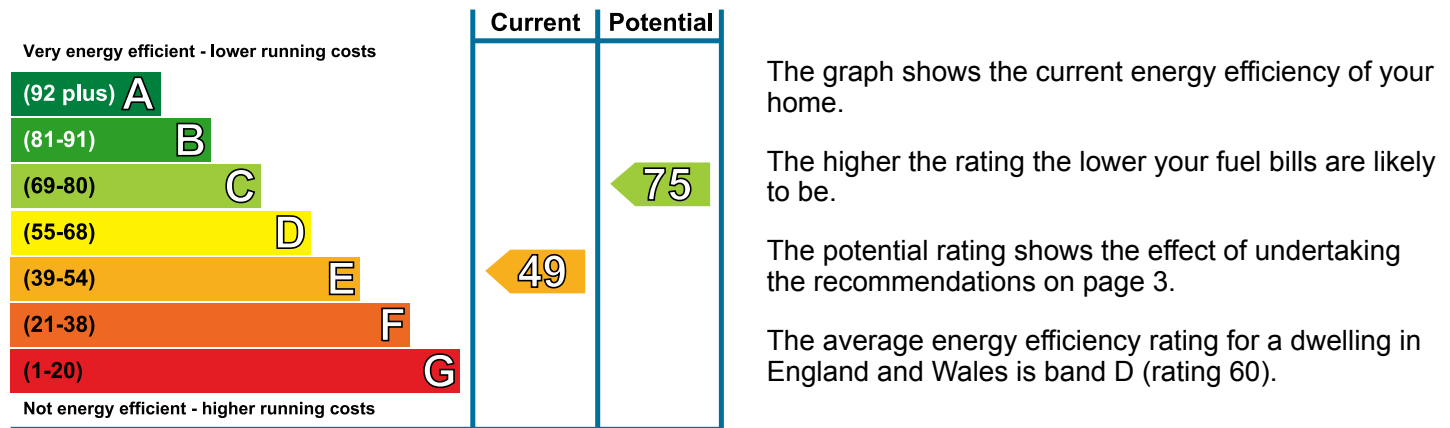 Current Potential
Very energy efficient - lower running costs
(92 plus) A
(81-91) B
(69-80) C
75
(55-68) D
(39-54) E
49
(21-38) F
(1-20) G
Not energy efficient - higher running costs
The graph shows the current energy efficiency of your
home.
The higher the rating the lower your fuel bills are likely
to be.
The potential rating shows the effect of undertaking
the recommendations on page 3.
The average energy efficiency rating for a dwelling in
England and Wales is band D (rating 60).